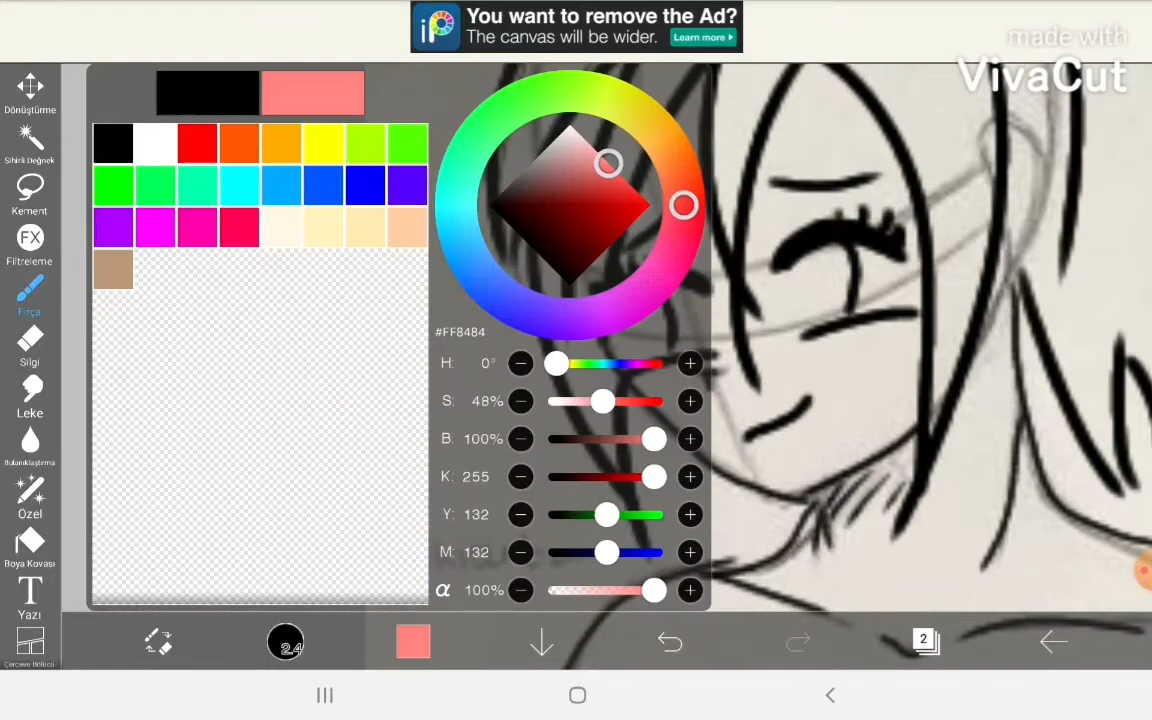 You want to remove the Ad?
The canvas will be wider.
Learn more
iP
made with
VivaCut
Dönüştürme
Sihirli Değnek
Kement
FX
Filtreleme
Fırça
Silgi
Leke
Bulanıklaştırma
Özel
Boya Kovası
T
Yazı
Çerçeve Bölücü
#FF8484
H: 0°
S: 48%
B: 100%
K: 255
Y: 132
M: 132
α 100%
2.4
2